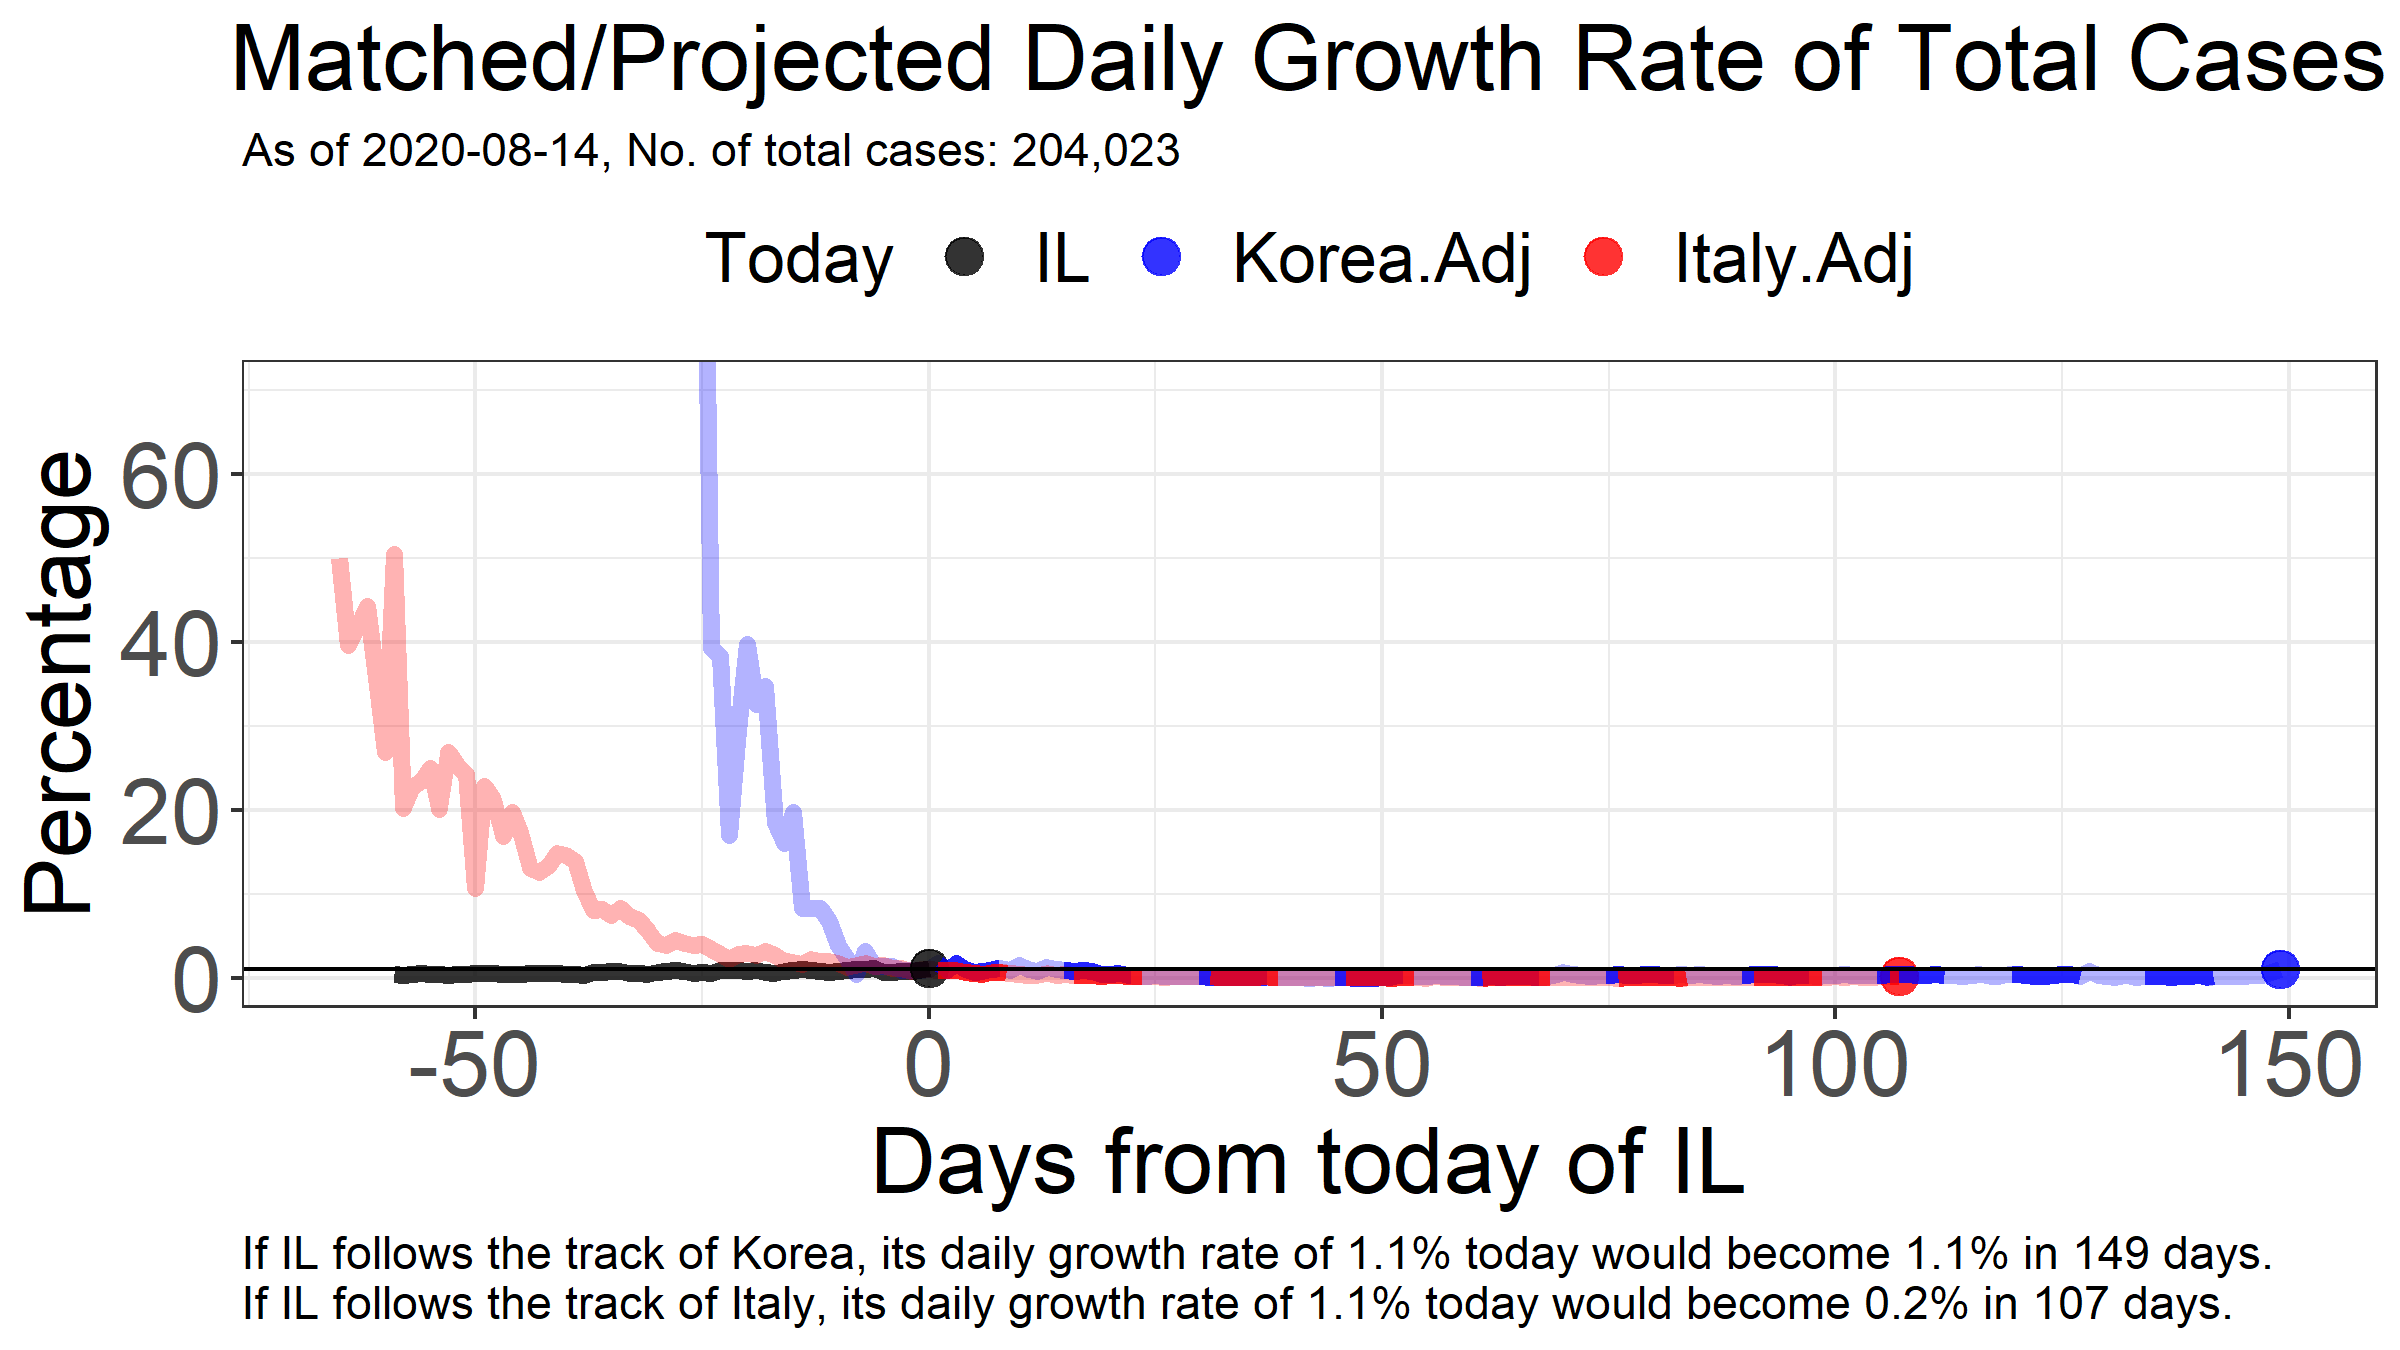 Matched/Projected Daily Growth Rate of Total Cases
As of 2020-08-14, No. of total cases: 204,023
Today IL Korea.Adj Italy.Adj
Percentage
60
40
20
0
-50 0 50 100 150
Days from today of IL
If IL follows the track of Korea, its daily growth rate of 1.1% today would become 1.1% in 149 days.
If IL follows the track of Italy, its daily growth rate of 1.1% today would become 0.2% in 107 days.